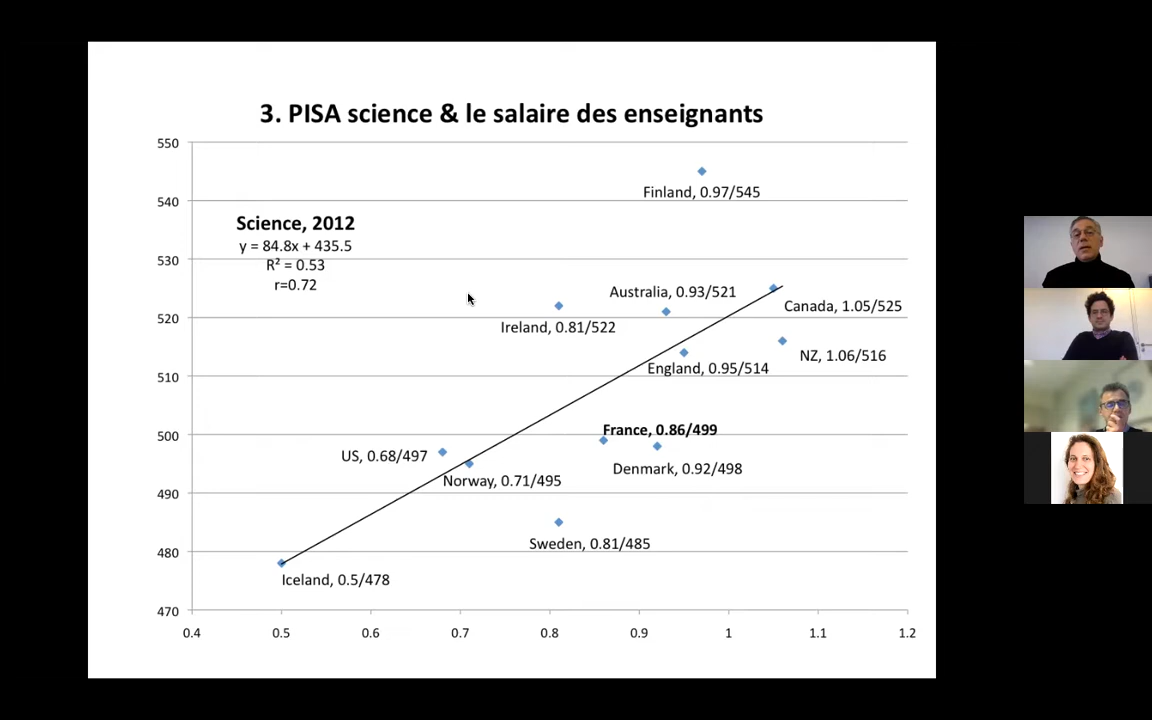 3. PISA science & le salaire des enseignants
550
540
530
520
510
500
490
480
470
Science, 2012
y = 84.8x + 435.5
R² = 0.53
r=0.72
Finland, 0.97/545
Australia, 0.93/521
Canada, 1.05/525
Ireland, 0.81/522
NZ, 1.06/516
England, 0.95/514
France, 0.86/499
US, 0.68/497
Denmark, 0.92/498
Norway, 0.71/495
Sweden, 0.81/485
Iceland, 0.5/478
0.4 0.5 0.6 0.7 0.8 0.9 1 1.1 1.2